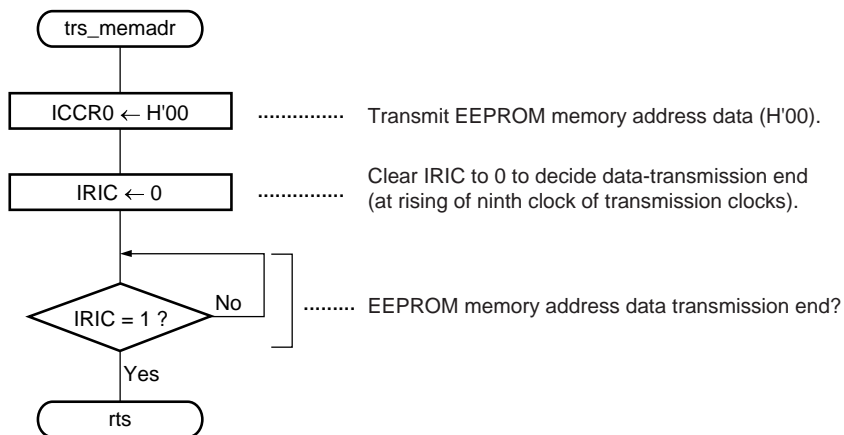 trs_memadr
ICCR0 ← H'00 ............... Transmit EEPROM memory address data (H'00).
IRIC ← 0 ............... Clear IRIC to 0 to decide data-transmission end
(at rising of ninth clock of transmission clocks).
No
IRIC = 1 ? ......... EEPROM memory address data transmission end?
Yes
rts